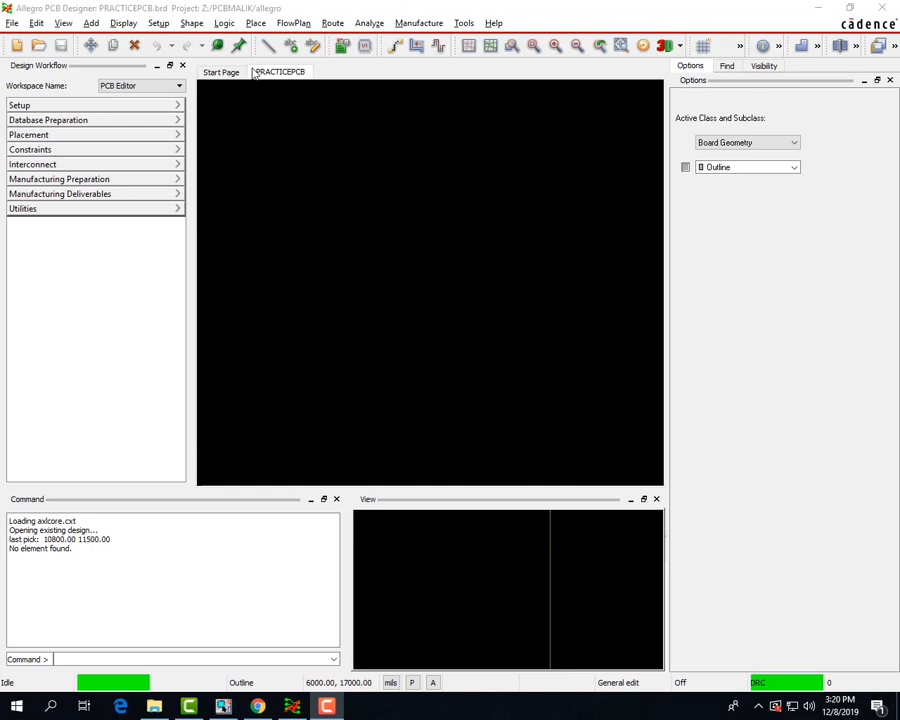 Allegro PCB Designer: PRACTICEPCB.brd  Project: Z:/PCBMALIK/allegro
File Edit View Add Display Setup Shape Logic Place FlowPlan Route Analyze Manufacture Tools Help
cādence
3D
Design Workflow
Start Page
PRACTICEPCB
Options Find Visibility
Options
Workspace Name: PCB Editor
Setup
Database Preparation
Placement
Constraints
Interconnect
Manufacturing Preparation
Manufacturing Deliverables
Utilities
Active Class and Subclass:
Board Geometry
Outline
Command
View
Loading axlcore.cxt
Opening existing design...
last pick:  10800.00 11500.00
No element found.
Command >
Idle
Outline
6000.00, 17000.00
mils
P
A
General edit
Off
DRC
0
3:20 PM
12/8/2019
1